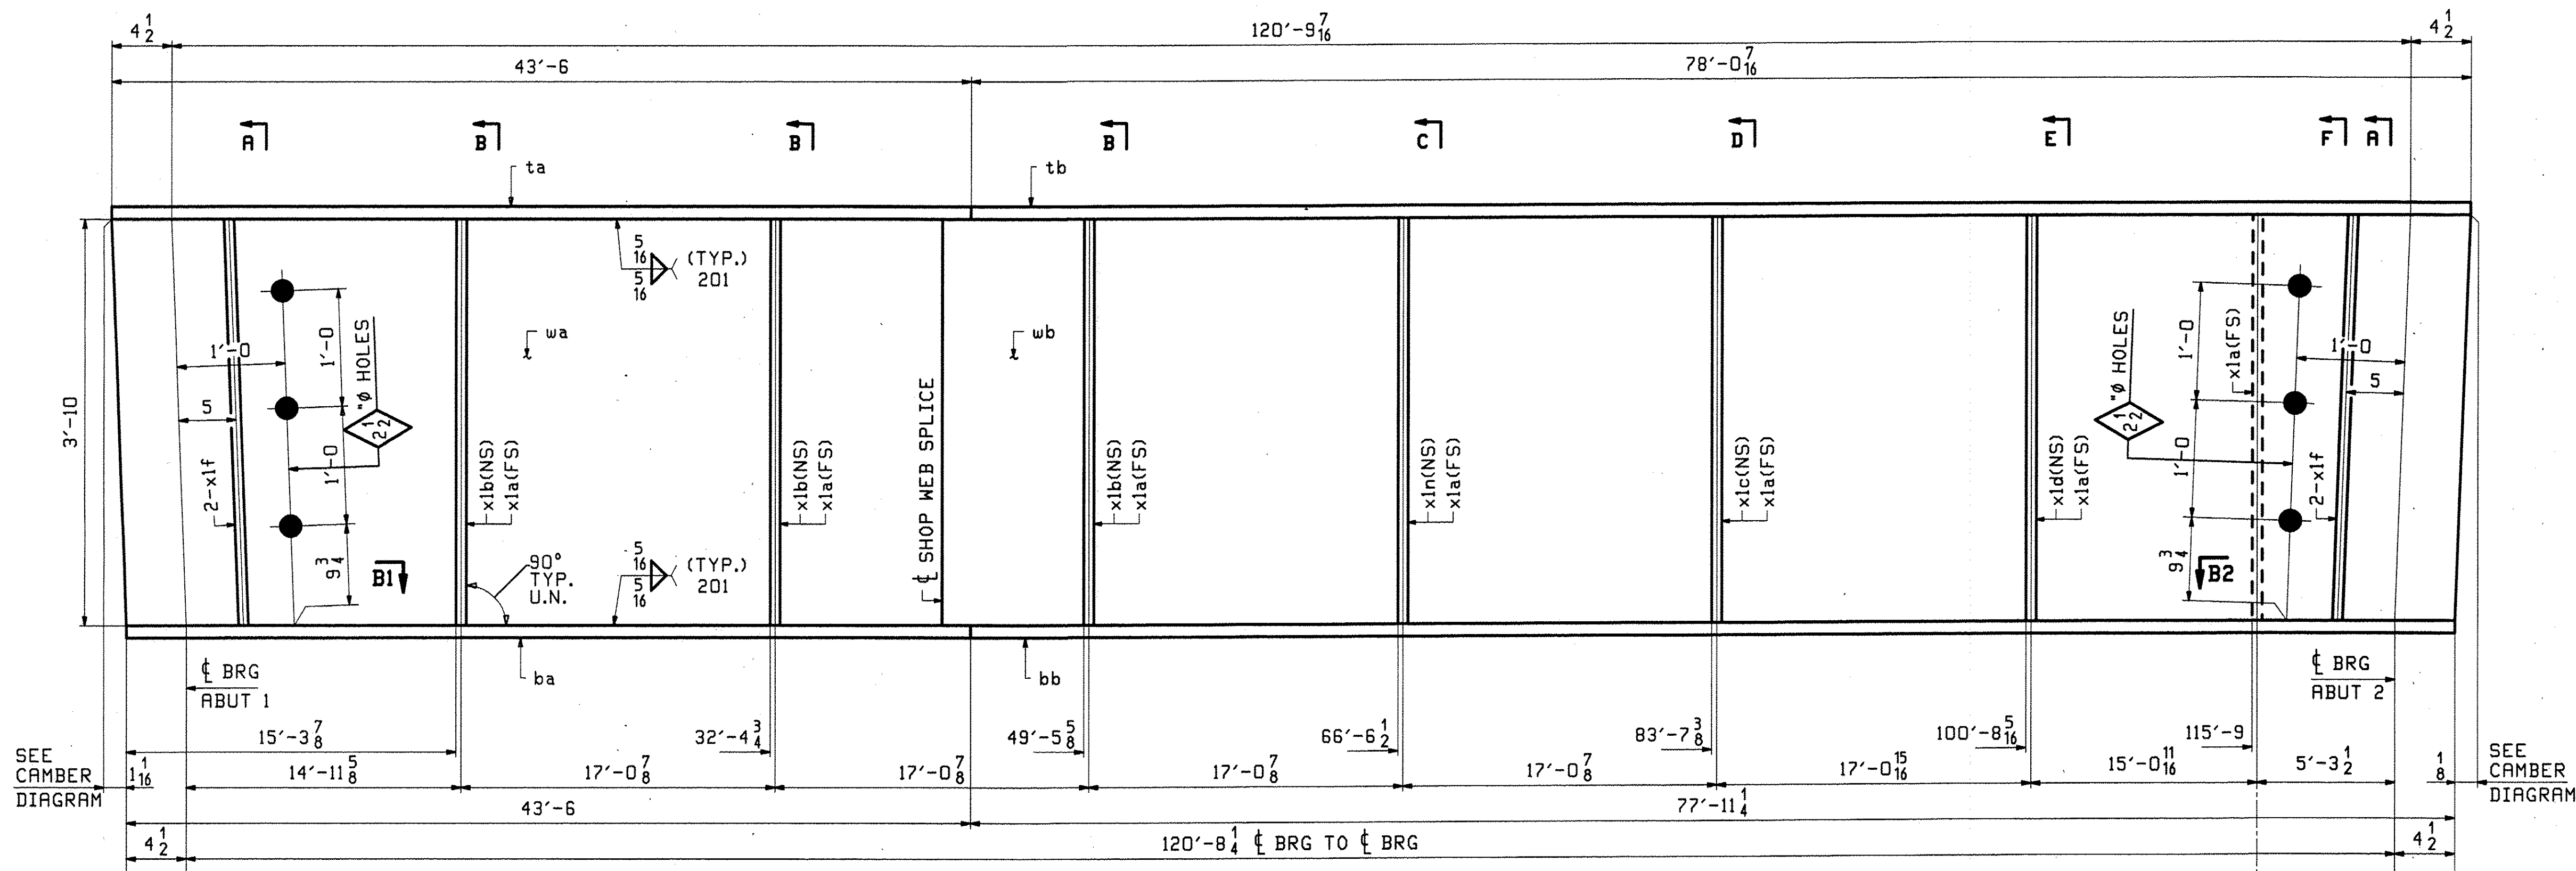 4 1/2
120′-9 7/16
4 1/2
43′-6
78′-0 7/16
A
B
B
B
C
D
E
F
A
ta
tb
5/16
5/16
(TYP.)
201
wa
wb
1′-0
1′-0
1′-0
5
"Ø HOLES
2 1/2
3′-10
2-x1f
9 3/4
B1
x1b(NS)
x1a(FS)
90°
TYP.
U.N.
5/16
5/16
(TYP.)
201
x1b(NS)
x1a(FS)
℄ SHOP WEB SPLICE
x1b(NS)
x1a(FS)
x1n(NS)
x1a(FS)
x1c(NS)
x1a(FS)
x1d(NS)
x1a(FS)
"Ø HOLES
2 1/2
x1a(FS)
1′-0
1′-0
1′-0
5
2-x1f
9 3/4
B2
℄ BRG
ABUT 1
ba
bb
℄ BRG
ABUT 2
15′-3 7/8
32′-4 3/4
49′-5 5/8
66′-6 1/2
83′-7 3/8
100′-8 5/16
115′-9
SEE
CAMBER
DIAGRAM
1 1/16
14′-11 5/8
17′-0 7/8
17′-0 7/8
17′-0 7/8
17′-0 7/8
17′-0 15/16
15′-0 11/16
5′-3 1/2
1/8
SEE
CAMBER
DIAGRAM
43′-6
77′-11 1/4
4 1/2
120′-8 1/4 ℄ BRG TO ℄ BRG
4 1/2